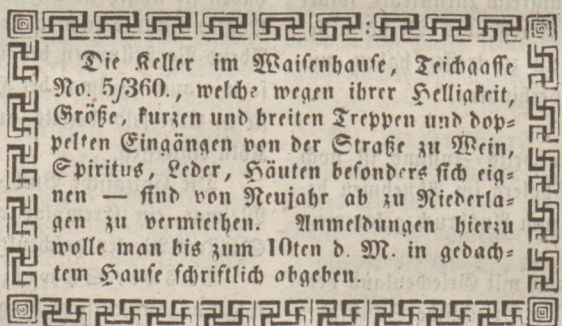 Die Keller im Waisenhause, Teichgasse
No. 5/360., welche wegen ihrer Helligkeit,
Größe, kurzen und breiten Treppen und dop-
pelten Eingängen von der Straße zu Wein,
Spiritus, Leder, Häuten besonders sich eig-
nen — sind von Neujahr ab zu Niederla-
gen zu vermiethen. Anmeldungen hierzu
wolle man bis zum 10ten d. M. in gedach-
tem Hause schriftlich abgeben.